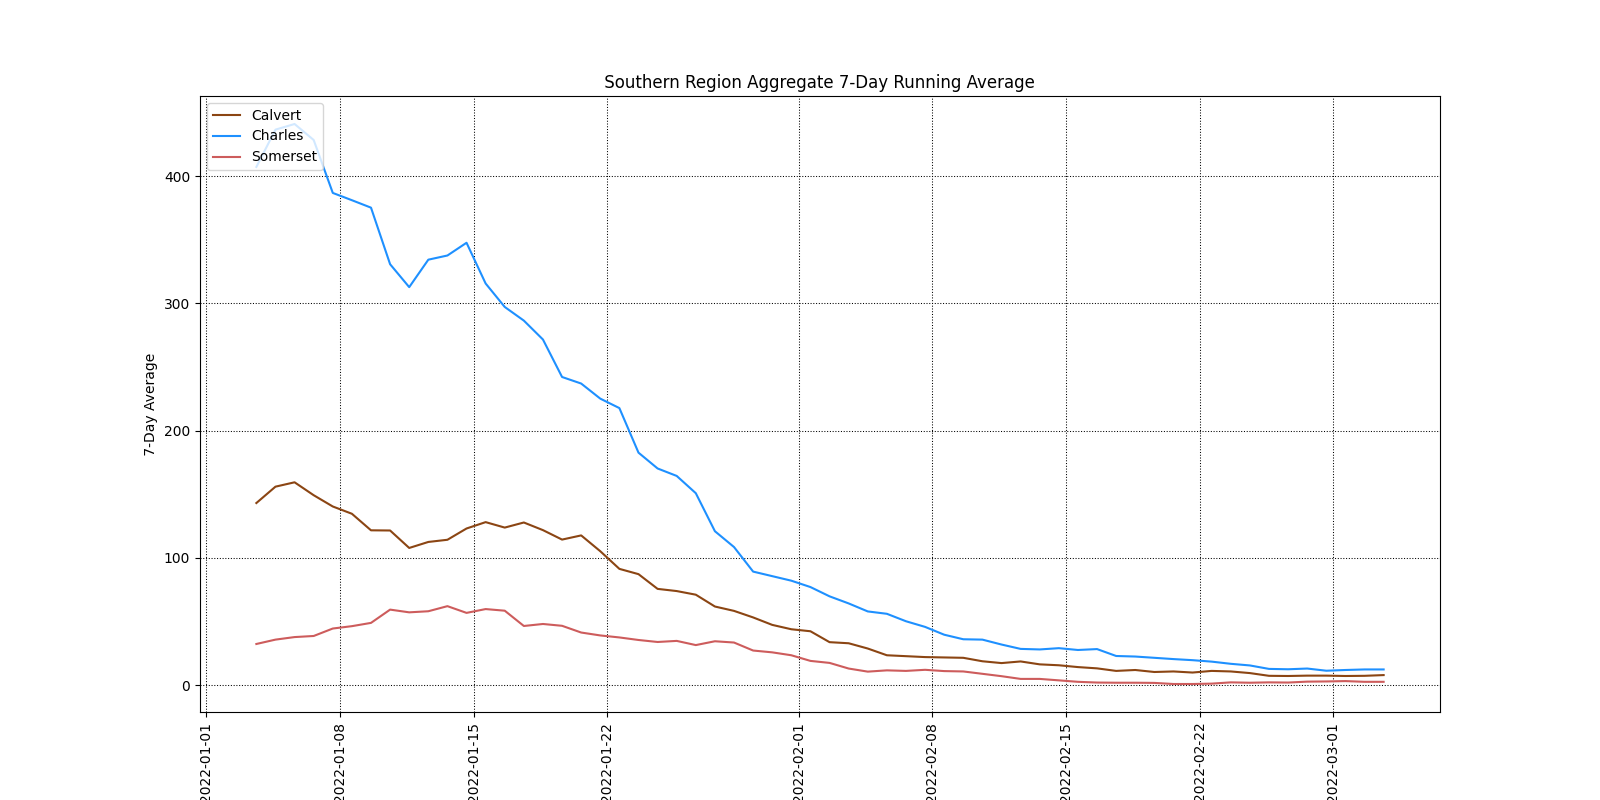 Southern Region Aggregate 7-Day Running Average
Calvert
Charles
Somerset
7-Day Average
400
300
200
100
0
2022-01-01
2022-01-08
2022-01-15
2022-01-22
2022-02-01
2022-02-08
2022-02-15
2022-02-22
2022-03-01